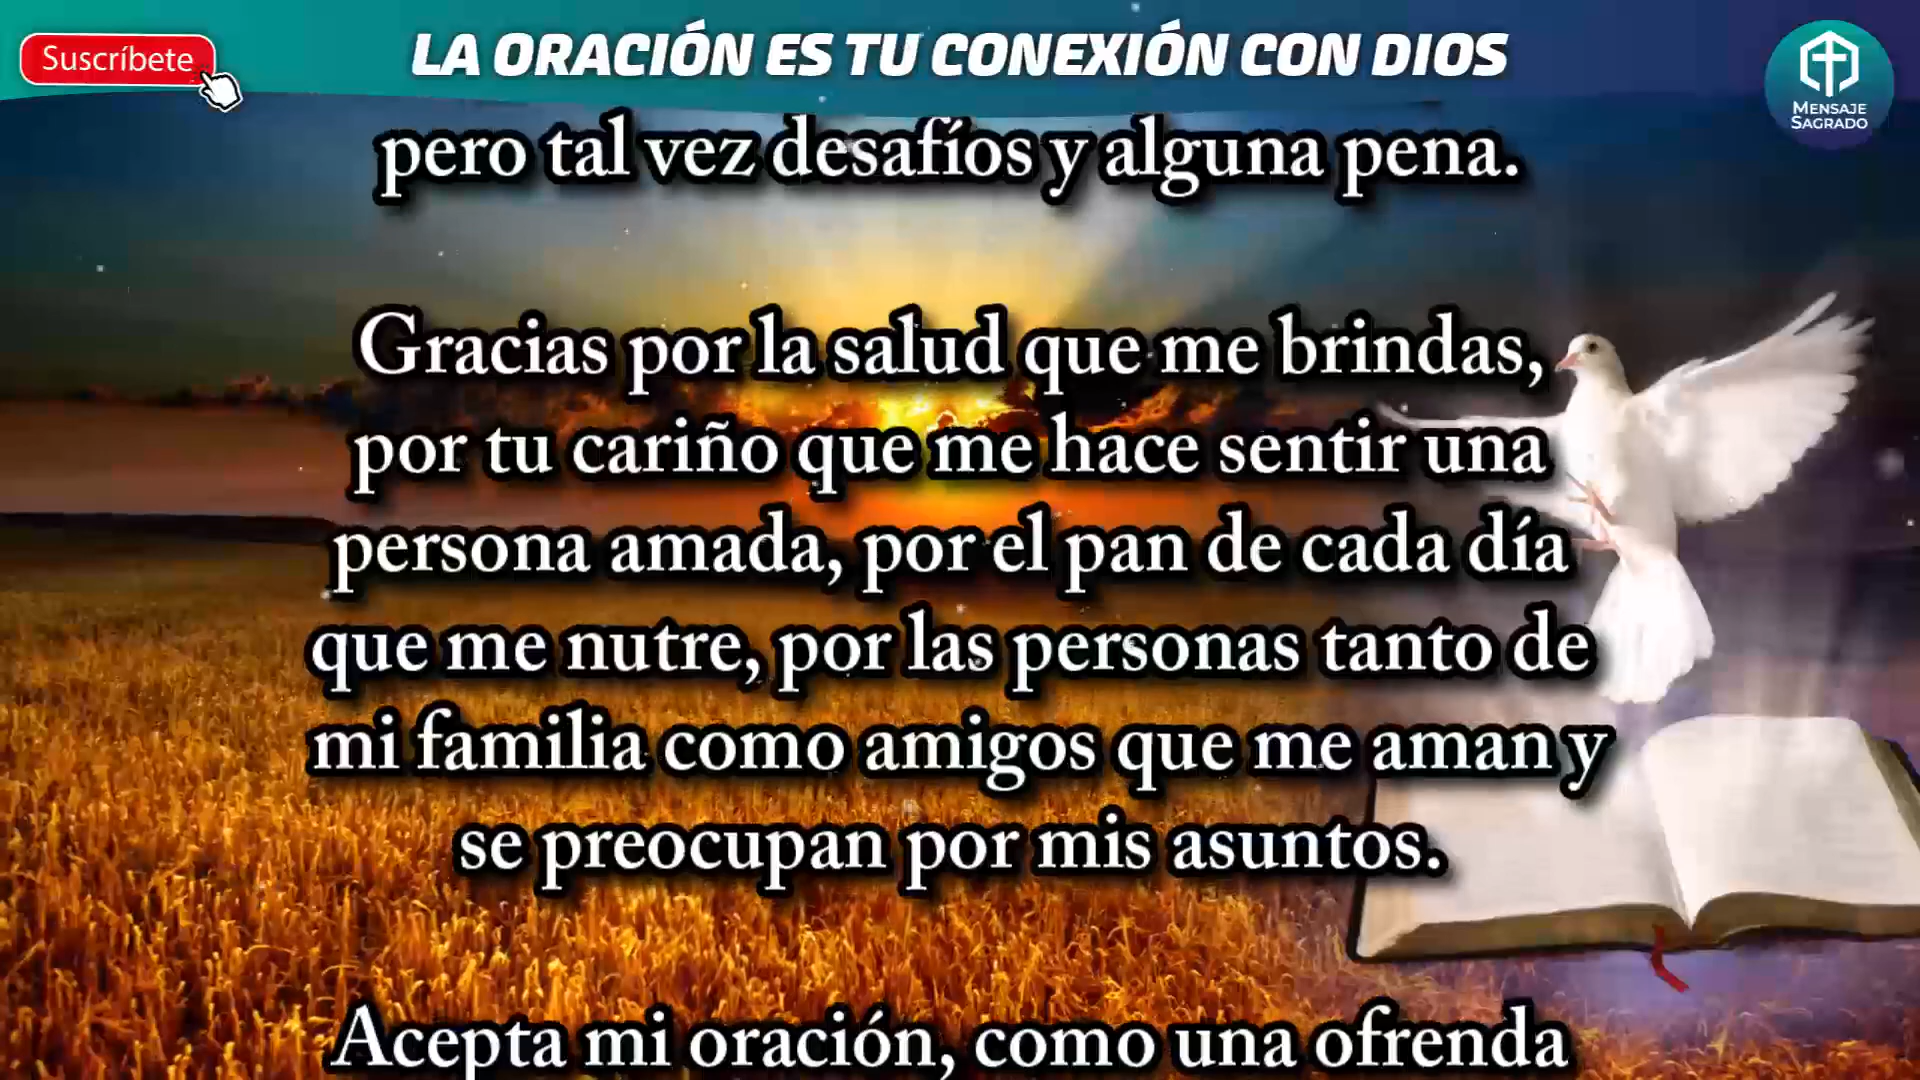 Suscríbete
LA ORACIÓN ES TU CONEXIÓN CON DIOS
MENSAJE
SAGRADO
pero tal vez desafíos y alguna pena.
Gracias por la salud que me brindas,
por tu cariño que me hace sentir una
persona amada, por el pan de cada día
que me nutre, por las personas tanto de
mi familia como amigos que me aman y
se preocupan por mis asuntos.
Acepta mi oración, como una ofrenda